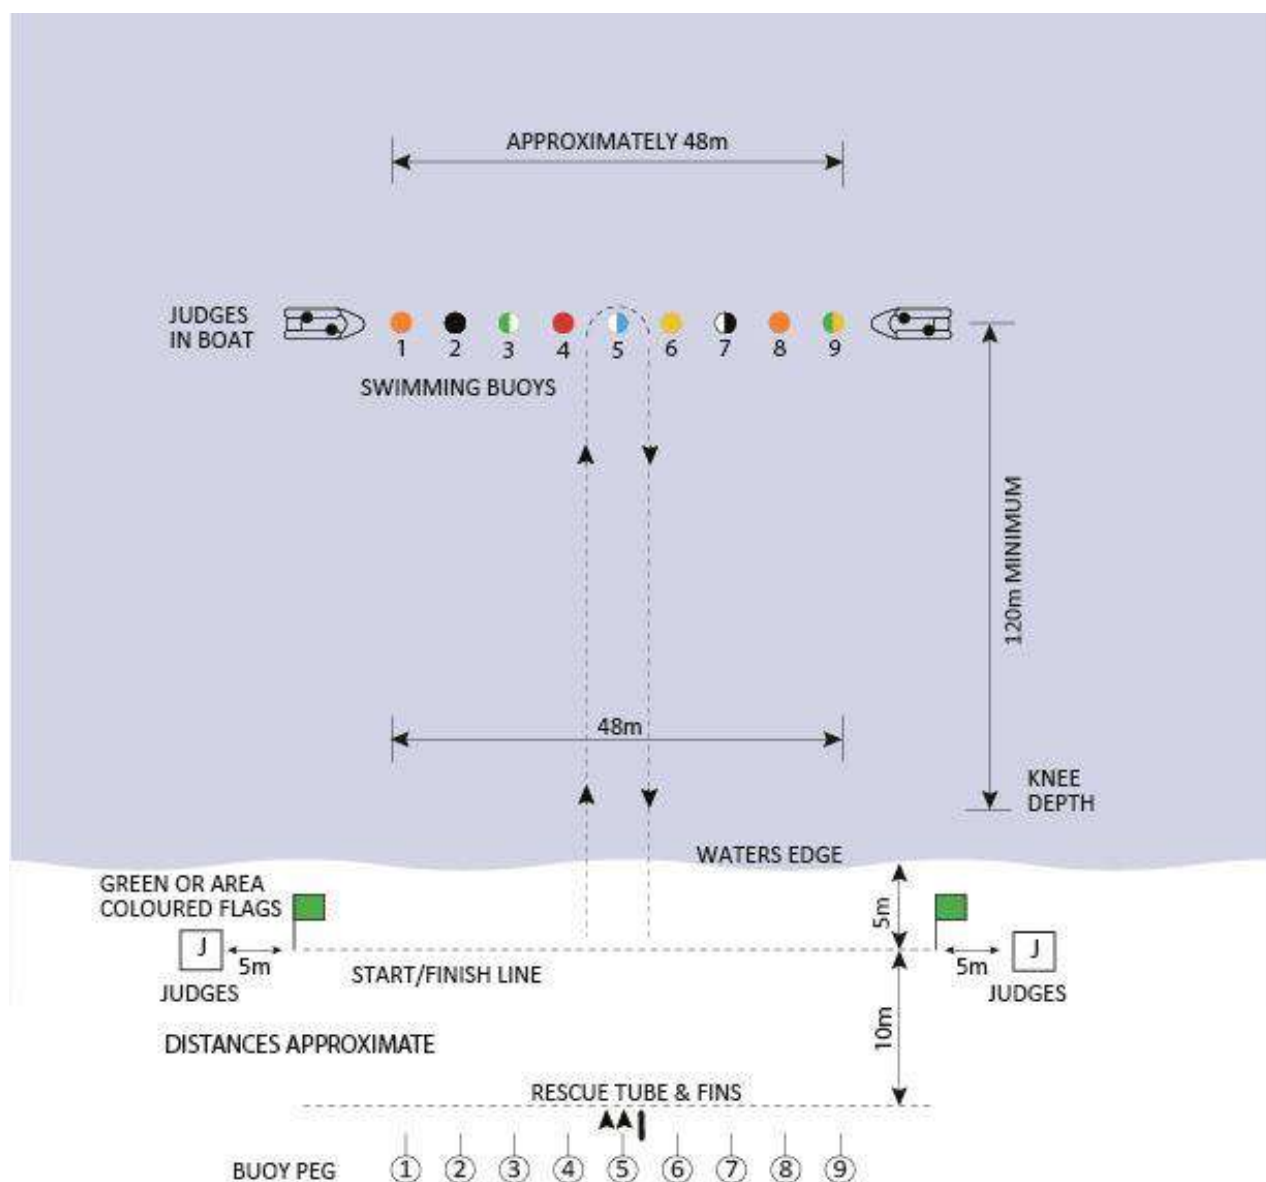 APPROXIMATELY 48m
JUDGES
IN BOAT
1 2 3 4 5 6 7 8 9
SWIMMING BUOYS
120m MINIMUM
48m
KNEE
DEPTH
WATERS EDGE
GREEN OR AREA
COLOURED FLAGS
5m
J
5m
5m
J
START/FINISH LINE
JUDGES
JUDGES
10m
DISTANCES APPROXIMATE
RESCUE TUBE & FINS
BUOY PEG
1 2 3 4 5 6 7 8 9